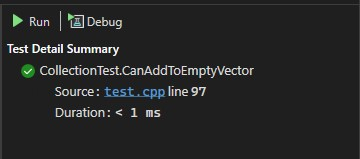 Run Debug
Test Detail Summary
CollectionTest.CanAddToEmptyVector
Source: test.cpp line 97
Duration: < 1 ms